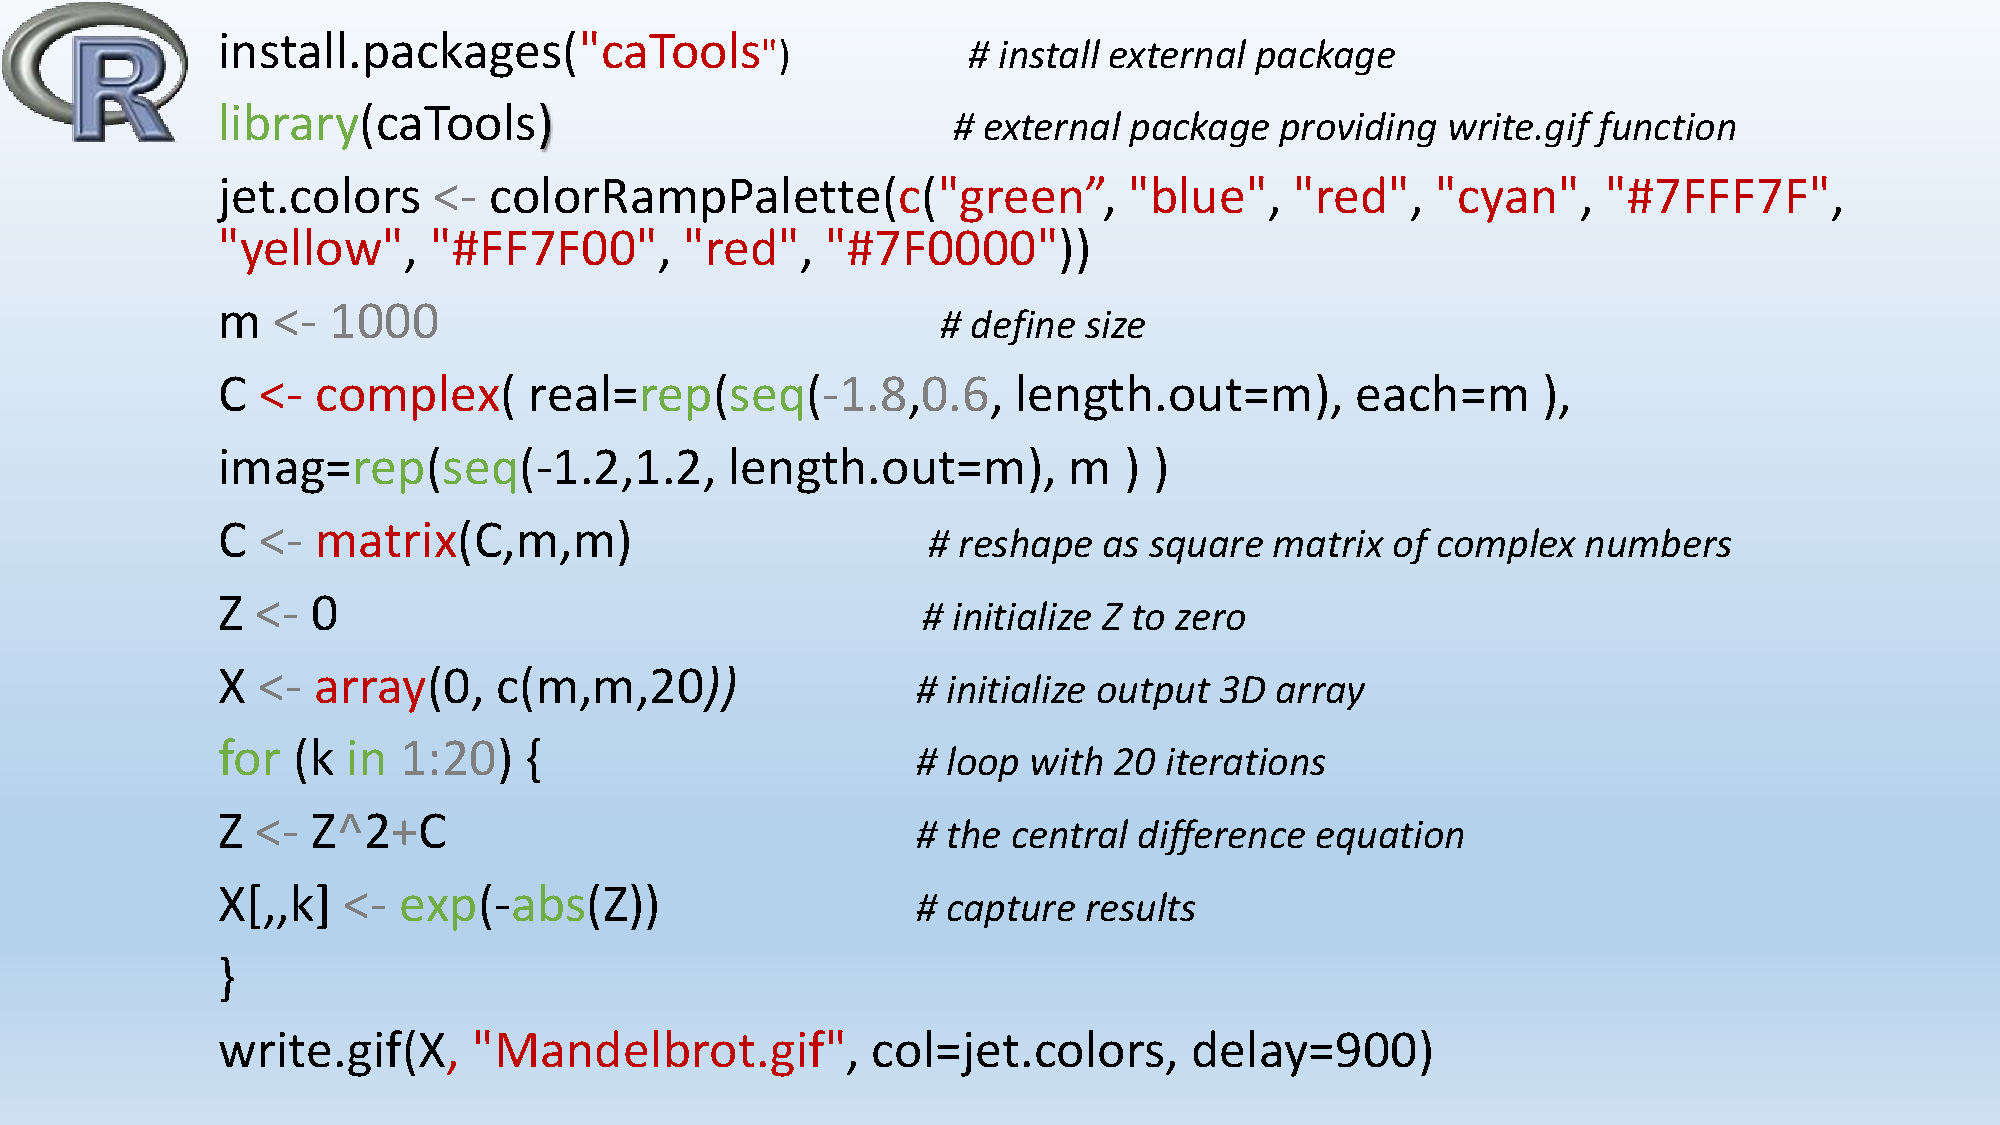 R
install.packages("caTools") # install external package
library(caTools) # external package providing write.gif function
jet.colors <- colorRampPalette(c("green”, "blue", "red", "cyan", "#7FFF7F",
"yellow", "#FF7F00", "red", "#7F0000"))
m <- 1000 # define size
C <- complex( real=rep(seq(-1.8,0.6, length.out=m), each=m ),
imag=rep(seq(-1.2,1.2, length.out=m), m ) )
C <- matrix(C,m,m) # reshape as square matrix of complex numbers
Z <- 0 # initialize Z to zero
X <- array(0, c(m,m,20)) # initialize output 3D array
for (k in 1:20) { # loop with 20 iterations
Z <- Z^2+C # the central difference equation
X[,,k] <- exp(-abs(Z)) # capture results
}
write.gif(X, "Mandelbrot.gif", col=jet.colors, delay=900)